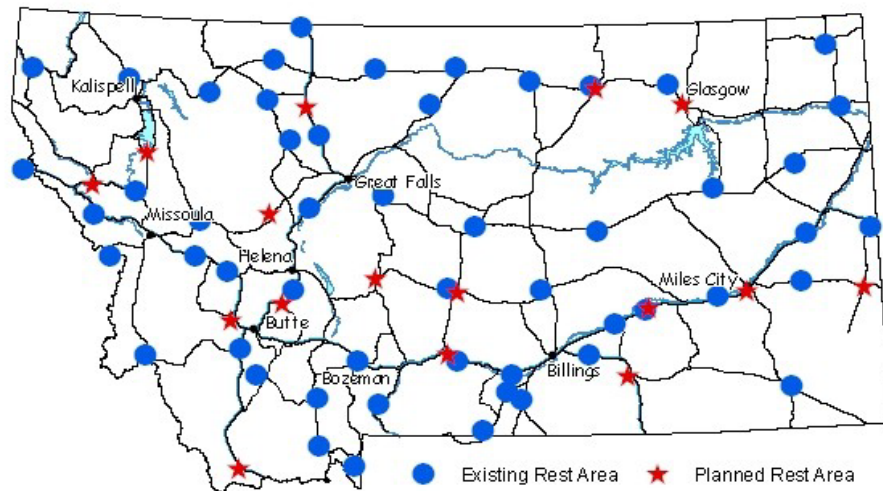 Kalispell
Glasgow
Great Falls
Missoula
Helena
Miles City
Butte
Bozeman
Billings
Existing Rest Area
Planned Rest Area